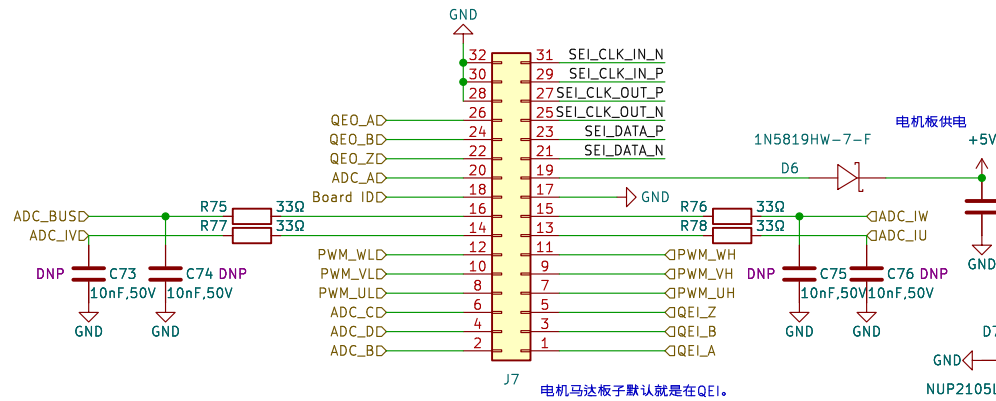 GND
32 31 SEI_CLK_IN_N
30 29 SEI_CLK_IN_P
28 27 SEI_CLK_OUT_P
QEO_A 26 25 SEI_CLK_OUT_N
电机板供电
QEO_B 24 23 SEI_DATA_P
1N5819HW-7-F +5V
QEO_Z 22 21 SEI_DATA_N
ADC_A 20 19 D6
Board ID 18 17 GND
ADC_BUS R75 33Ω 16 15 R76 33Ω ADC_IW
ADC_IV R77 33Ω 14 13 R78 33Ω ADC_IU
PWM_WL 12 11 PWM_WH
GND
DNP C73 C74 DNP PWM_VL 10 9 PWM_VH DNP C75 C76 DNP
10nF,50V 10nF,50V PWM_UL 8 7 PWM_UH 10nF,50V 10nF,50V
ADC_C 6 5 QEI_Z
GND GND ADC_D 4 3 QEI_B GND GND D7
ADC_B 2 1 QEI_A
GND
J7
电机马达板子默认就是在QEI。
NUP2105L